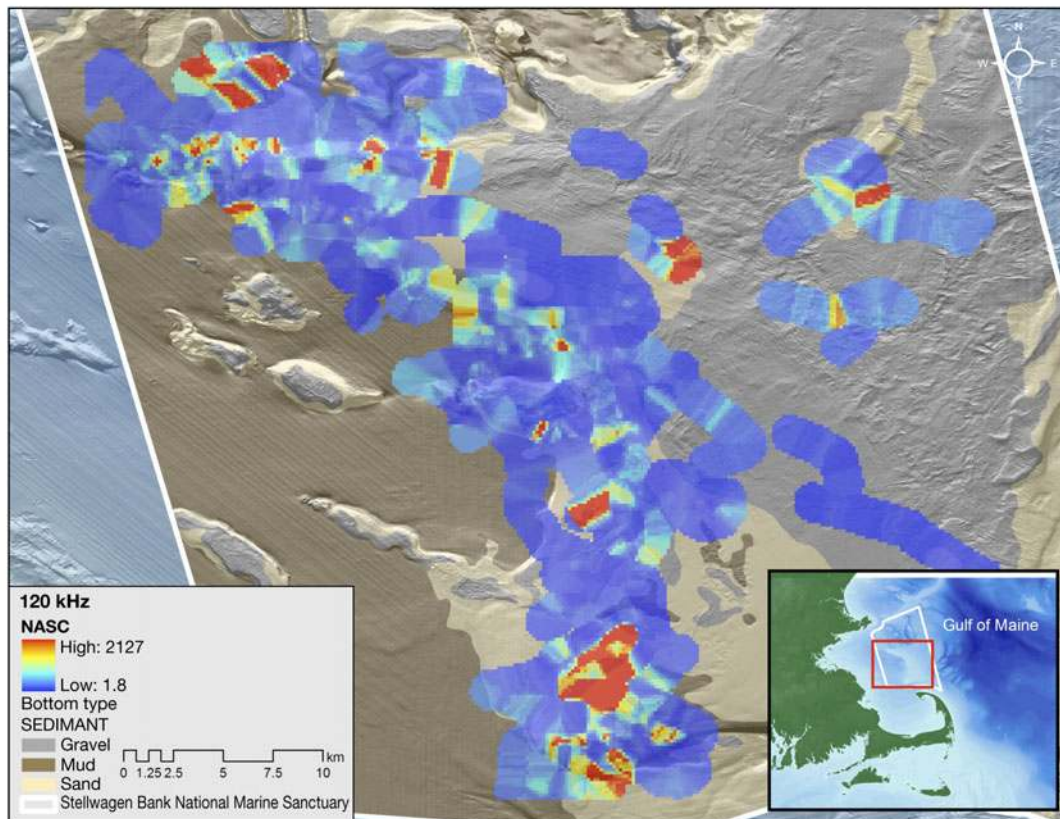 N
W E
S
120 kHz
NASC
High: 2127
Low: 1.8
Bottom type
SEDIMANT
Gravel
Mud
Sand
km
0 1.25 2.5 5 7.5 10
Stellwagen Bank National Marine Sanctuary
Gulf of Maine